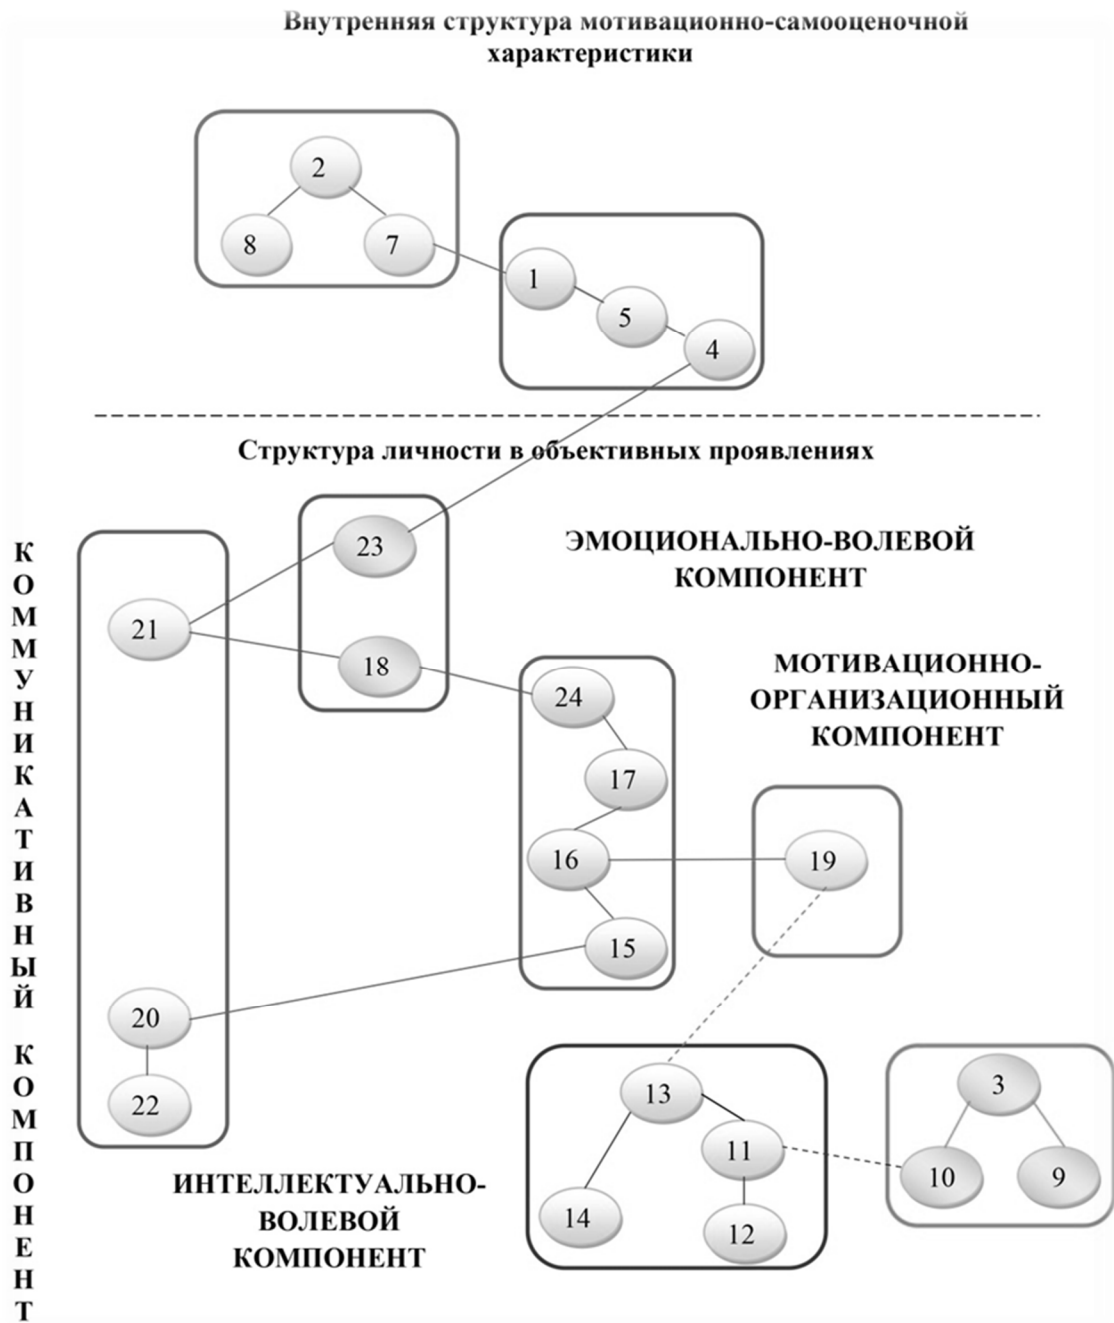 Внутренняя структура мотивационно-самооценочной
характеристики
2
8
7
1
5
4
Структура личности в объективных проявлениях
КОММУНИКАТИВНЫЙ КОМПОНЕНТ
23
ЭМОЦИОНАЛЬНО-ВОЛЕВОЙ
КОМПОНЕНТ
21
18
24
МОТИВАЦИОННО-
ОРГАНИЗАЦИОННЫЙ
КОМПОНЕНТ
17
16
19
15
20
22
13
3
11
10
9
14
12
ИНТЕЛЛЕКТУАЛЬНО-
ВОЛЕВОЙ
КОМПОНЕНТ